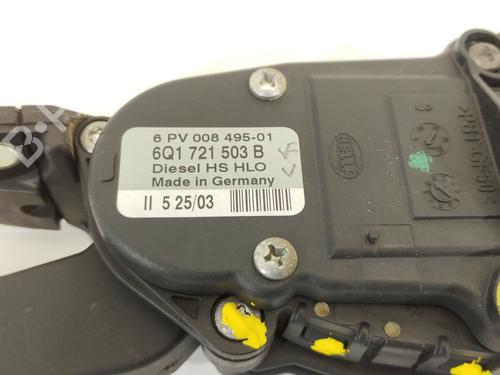 6 PV 008 495-01
6Q1 721 503 B
Diesel HS HLO
Made in Germany
II 5 25/03
HELLA
8